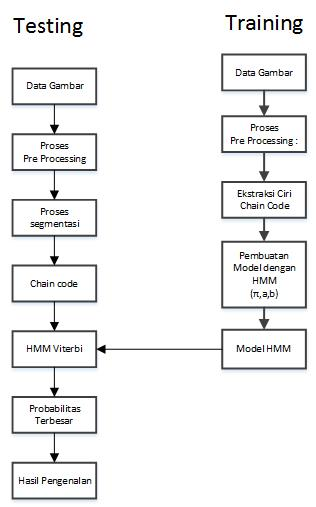 Testing
Data Gambar
Proses
Pre Processing
Proses
segmentasi
Chain code
HMM Viterbi
Probabilitas
Terbesar
Hasil Pengenalan
Training
Data Gambar
Proses
Pre Processing :
Ekstraksi Ciri
Chain Code
Pembuatan
Model dengan
HMM
(π,a,b)
Model HMM